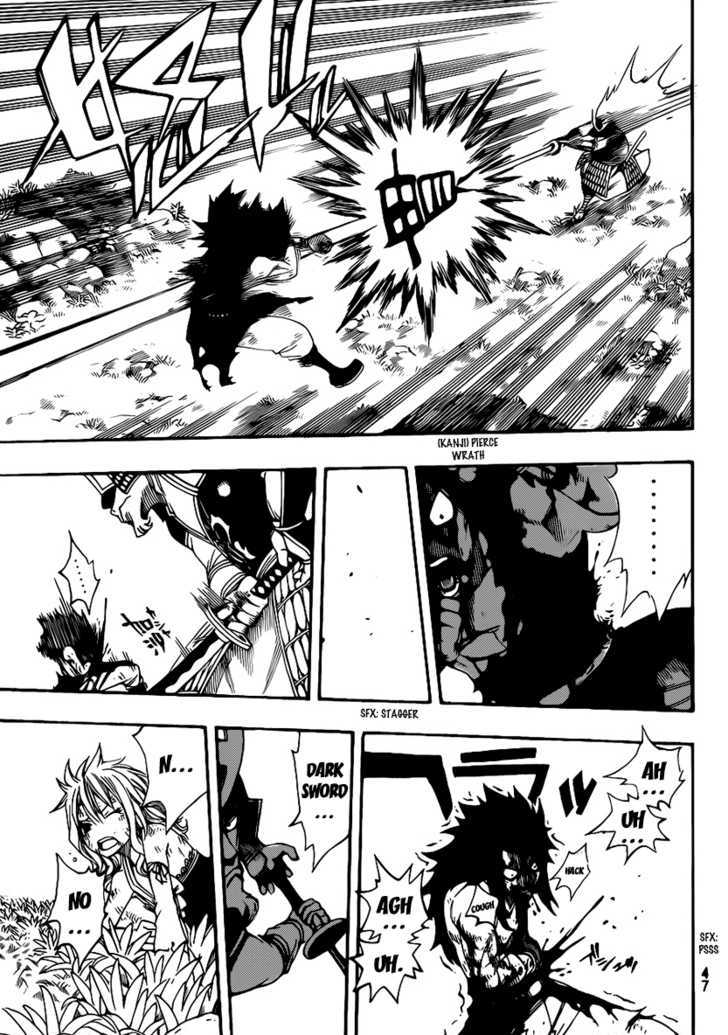 (KANJI) PIERCE
WRATH
SFX: STAGGER
AH
...
UH
...
HACK
COUGH
AGH
...
UH.
SFX:
PSSS
DARK
SWORD
...
N...
NO
...
47